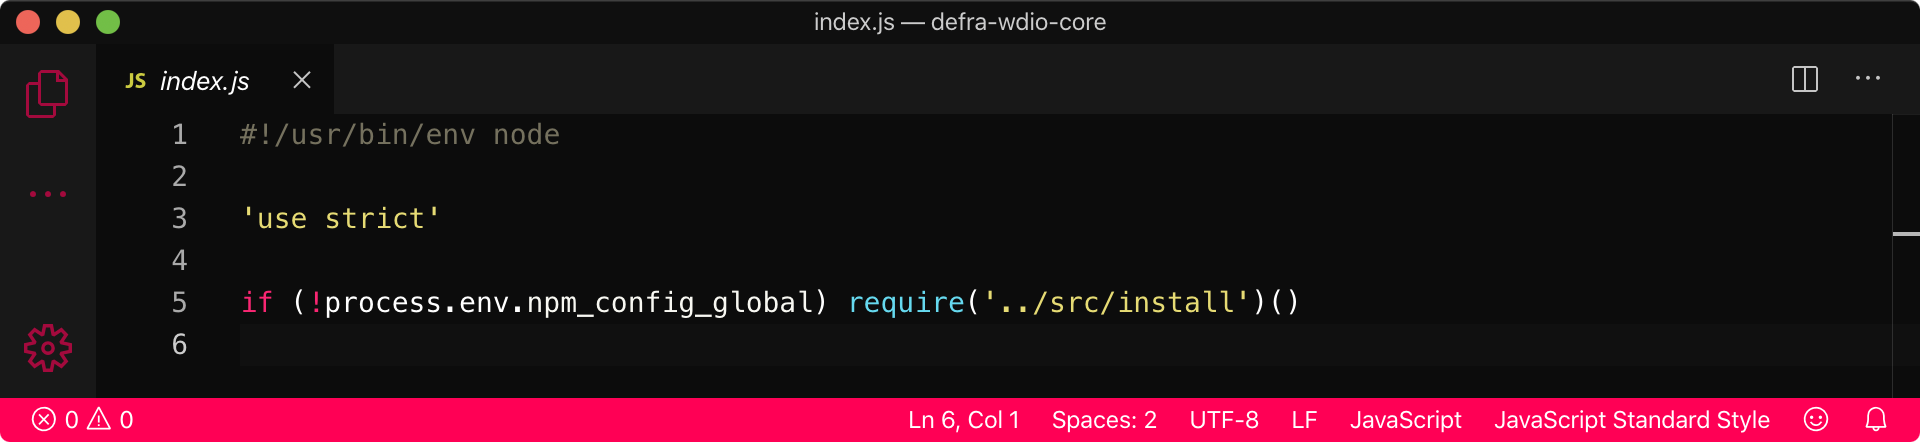 index.js — defra-wdio-core
JS index.js
1 #!/usr/bin/env node
2
3 'use strict'
4
5 if (!process.env.npm_config_global) require('../src/install')()
6
0 0 Ln 6, Col 1 Spaces: 2 UTF-8 LF JavaScript JavaScript Standard Style